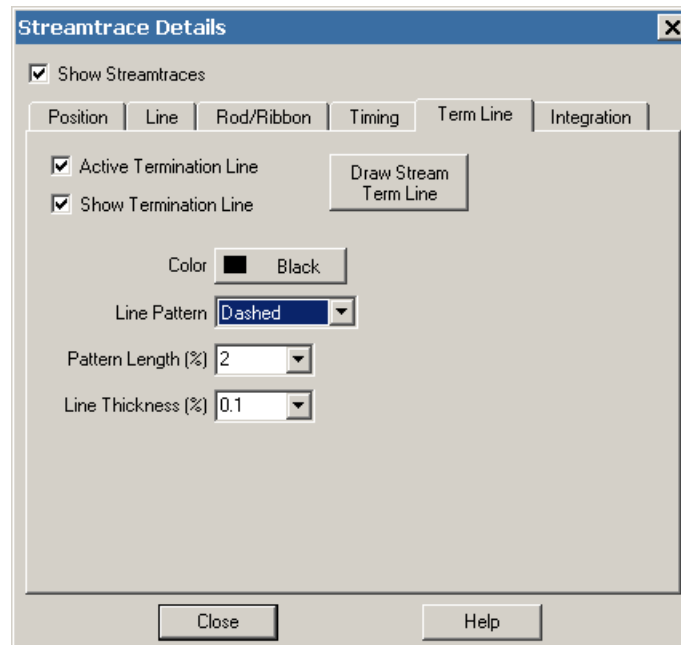 Streamtrace Details
Show Streamtraces
Position Line Rod/Ribbon Timing Term Line Integration
Active Termination Line
Show Termination Line
Draw Stream
Term Line
Color Black
Line Pattern Dashed
Pattern Length (%) 2
Line Thickness (%) 0.1
Close Help